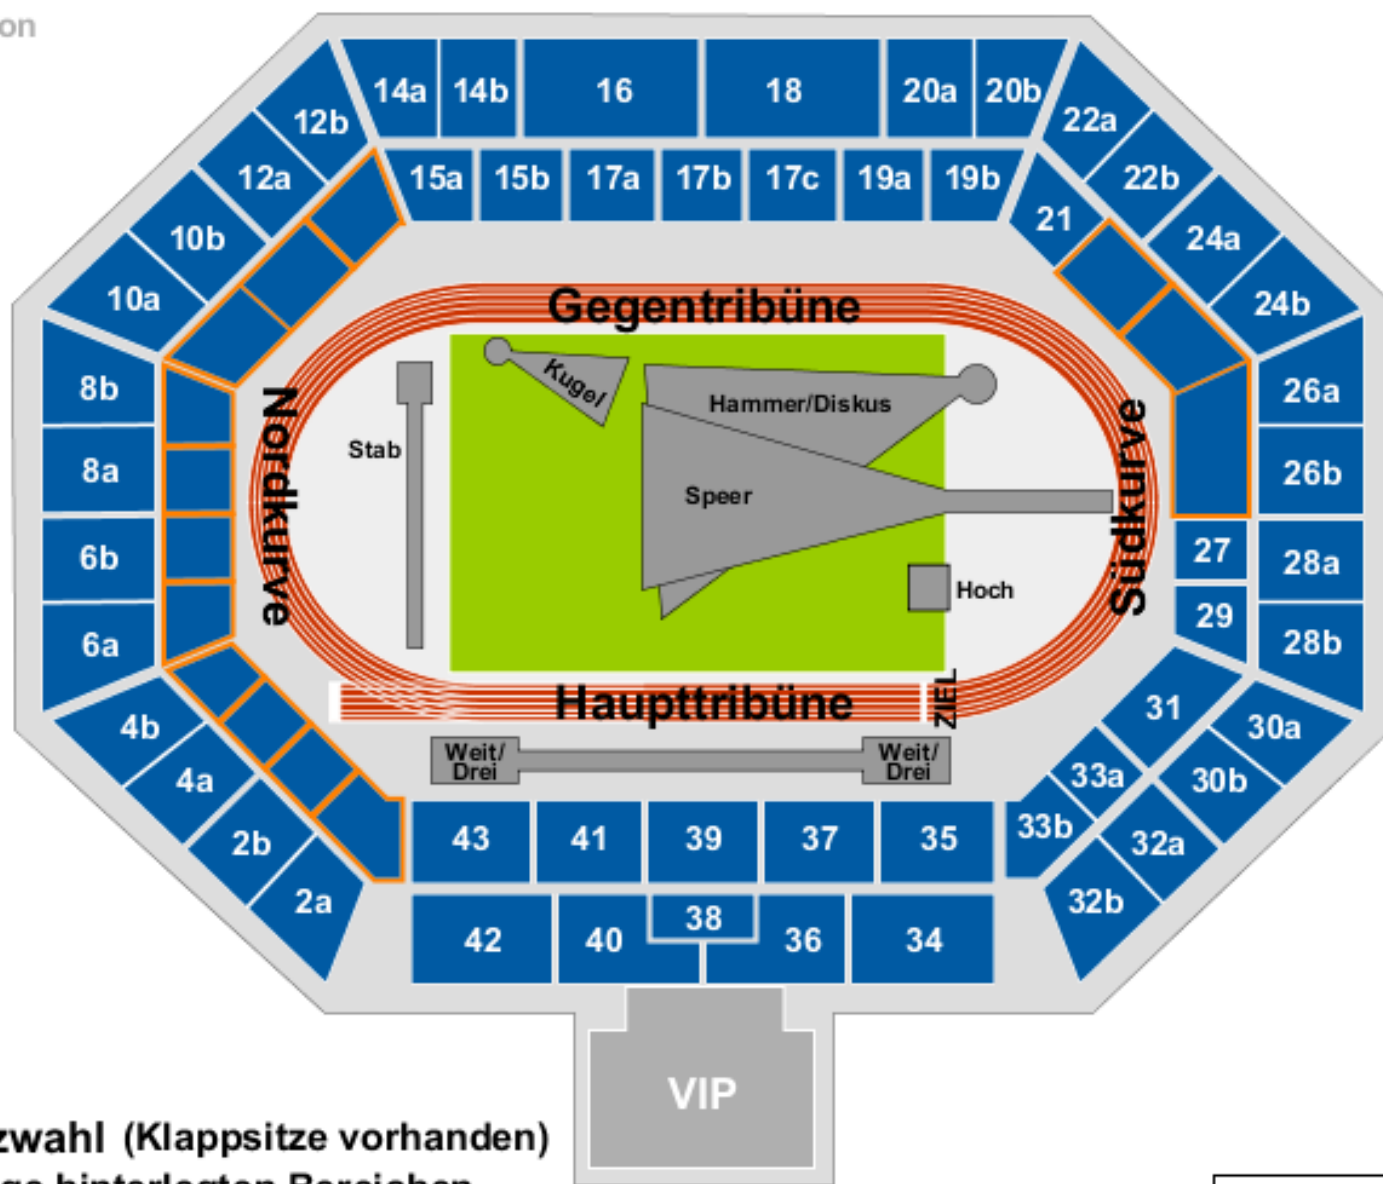 on
14a 14b 16 18 20a 20b
12b 22a
15a 15b 17a 17b 17c 19a 19b
12a 22b
21
10b 24a
10a 24b
Gegentribüne
Kugel
8b 26a
Hammer/Diskus
Stab
Nordkurve
Südkurve
8a 26b
Speer
6b 27 28a
Hoch
6a 29 28b
ZIEL
Haupttribüne
4b 31 30a
Weit/
Drei
Weit/
Drei
4a 33a 30b
43 41 39 37 35 33b
2b 32a
2a 38 32b
42 40 36 34
VIP
zwahl (Klappsitze vorhanden)
hinterlegten Bereichen